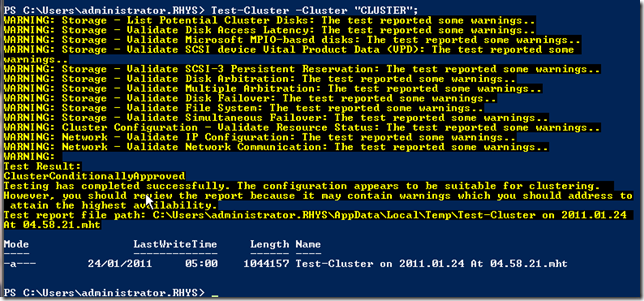 PS C:\Users\administrator.RHYS> Test-Cluster -Cluster "CLUSTER";
WARNING: Storage - List Potential Cluster Disks: The test reported some warnings..
WARNING: Storage - Validate Disk Access Latency: The test reported some warnings..
WARNING: Storage - Validate Microsoft MPIO-based disks: The test reported some warnings..
WARNING: Storage - Validate SCSI device Vital Product Data (VPD): The test reported some
warnings..
WARNING: Storage - Validate SCSI-3 Persistent Reservation: The test reported some warnings..
WARNING: Storage - Validate Disk Arbitration: The test reported some warnings..
WARNING: Storage - Validate Multiple Arbitration: The test reported some warnings..
WARNING: Storage - Validate Disk Failover: The test reported some warnings..
WARNING: Storage - Validate File System: The test reported some warnings..
WARNING: Storage - Validate Simultaneous Failover: The test reported some warnings..
WARNING: Cluster Configuration - Validate Resource Status: The test reported some warnings..
WARNING: Network - Validate IP Configuration: The test reported some warnings..
WARNING: Network - Validate Network Communication: The test reported some warnings..
WARNING:
Test Result:
ClusterConditionallyApproved
Testing has completed successfully. The configuration appears to be suitable for clustering.
However, you should review the report because it may contain warnings which you should address to
attain the highest availability.
Test report file path: C:\Users\administrator.RHYS\AppData\Local\Temp\Test-Cluster on 2011.01.24
At 04.58.21.mht
Mode LastWriteTime Length Name
---- ------------- ------ ----
-a--- 24/01/2011 05:00 1044157 Test-Cluster on 2011.01.24 At 04.58.21.mht
PS C:\Users\administrator.RHYS> _